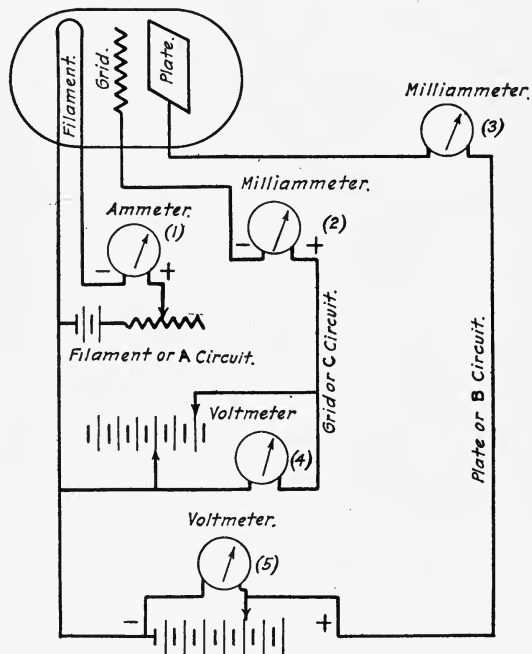 Filament.
Grid.
Plate.
Milliammeter.
(3)
Milliammeter.
(2)
- +
Ammeter.
(1)
- +
Filament or A Circuit.
Grid or C Circuit.
Plate or B Circuit.
Voltmeter
(4)
Voltmeter.
(5)
- +